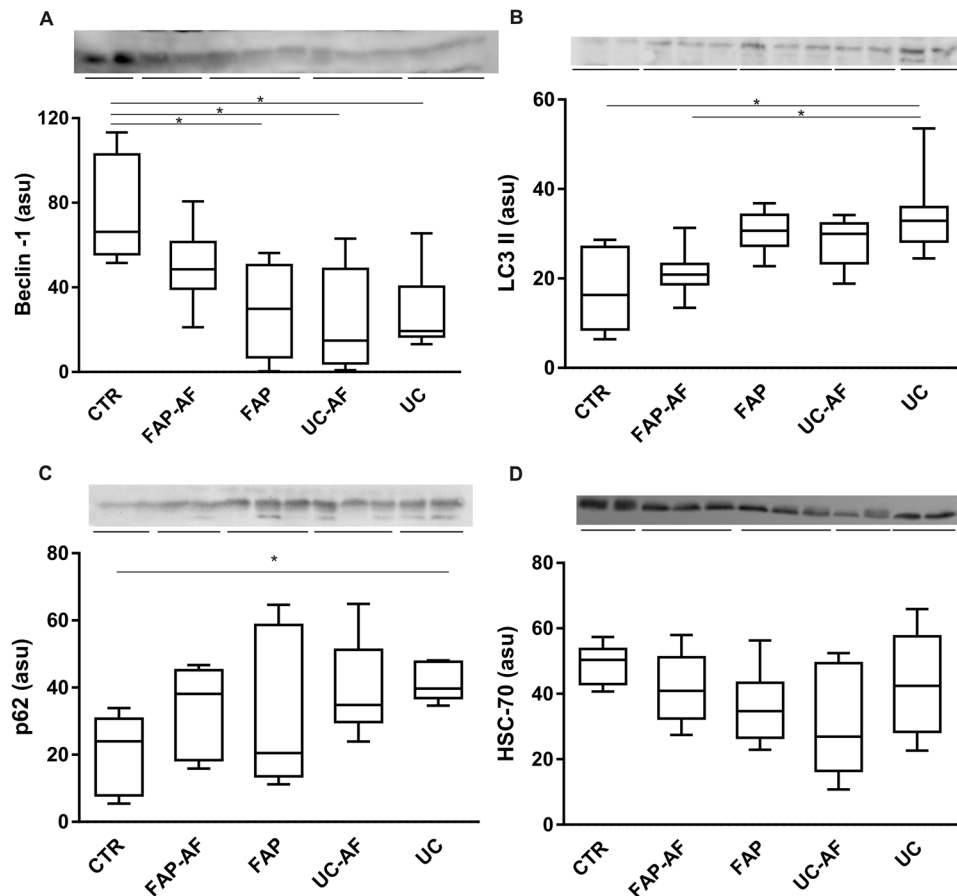 A
*
*
*
120
80
40
0
Beclin -1 (asu)
CTR
FAP-AF
FAP
UC-AF
UC
B
*
*
60
40
20
0
LC3 II (asu)
CTR
FAP-AF
FAP
UC-AF
UC
C
*
80
60
40
20
0
p62 (asu)
CTR
FAP-AF
FAP
UC-AF
UC
D
80
60
40
20
0
HSC-70 (asu)
CTR
FAP-AF
FAP
UC-AF
UC